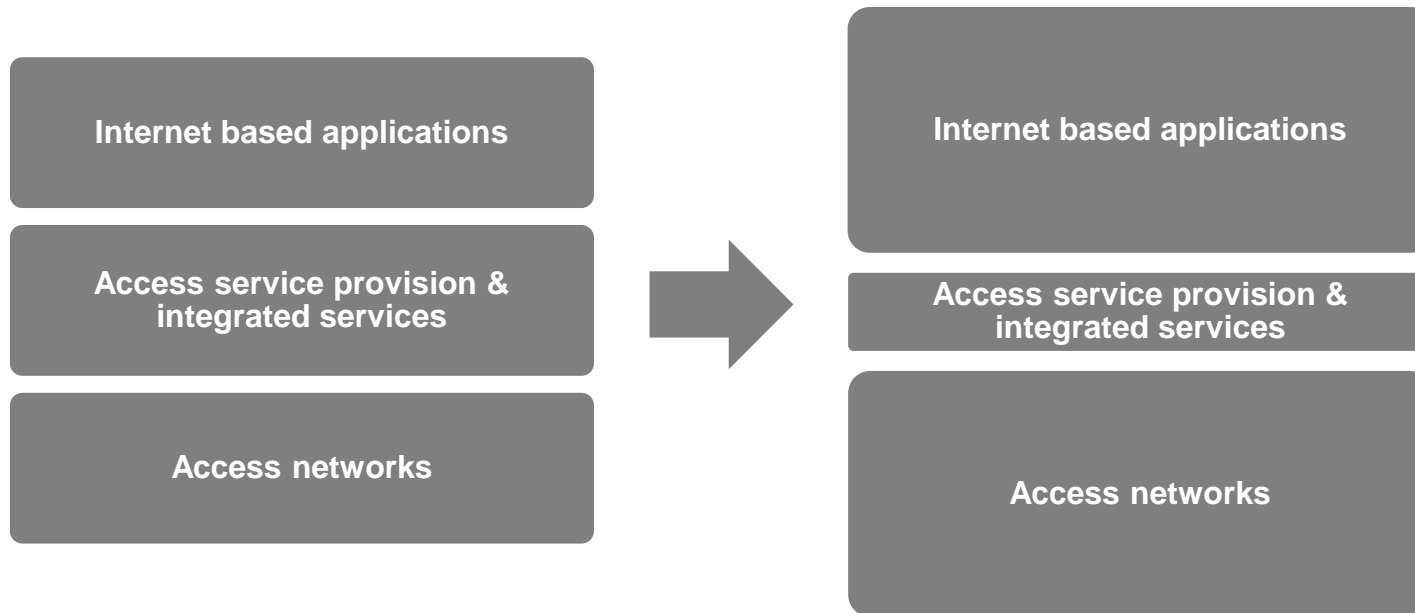 Internet based applications
Access service provision &
integrated services
Access networks
Internet based applications
Access service provision &
integrated services
Access networks